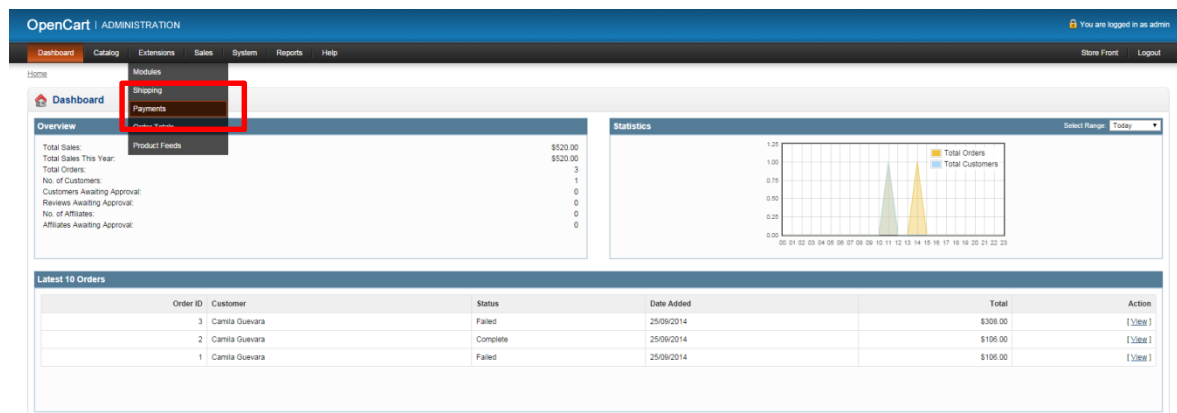 OpenCart | ADMINISTRATION You are logged in as admin
Dashboard Catalog Extensions Sales System Reports Help Store Front Logout
Home
Modules
Shipping
Payments
Order Totals
Product Feeds
Dashboard
Overview
Total Sales: $520.00
Total Sales This Year: $520.00
Total Orders: 3
No. of Customers: 1
Customers Awaiting Approval: 0
Reviews Awaiting Approval: 0
No. of Affiliates: 0
Affiliates Awaiting Approval: 0
Statistics Select Range: Today
1.25
1.00
0.75
0.50
0.25
0.00
Total Orders
Total Customers
00 01 02 03 04 05 06 07 08 09 10 11 12 13 14 15 16 17 18 19 20 21 22 23
Latest 10 Orders
Order ID Customer Status Date Added Total Action
3 Camila Guevara Failed 25/09/2014 $308.00 [ View ]
2 Camila Guevara Complete 25/09/2014 $106.00 [ View ]
1 Camila Guevara Failed 25/09/2014 $106.00 [ View ]